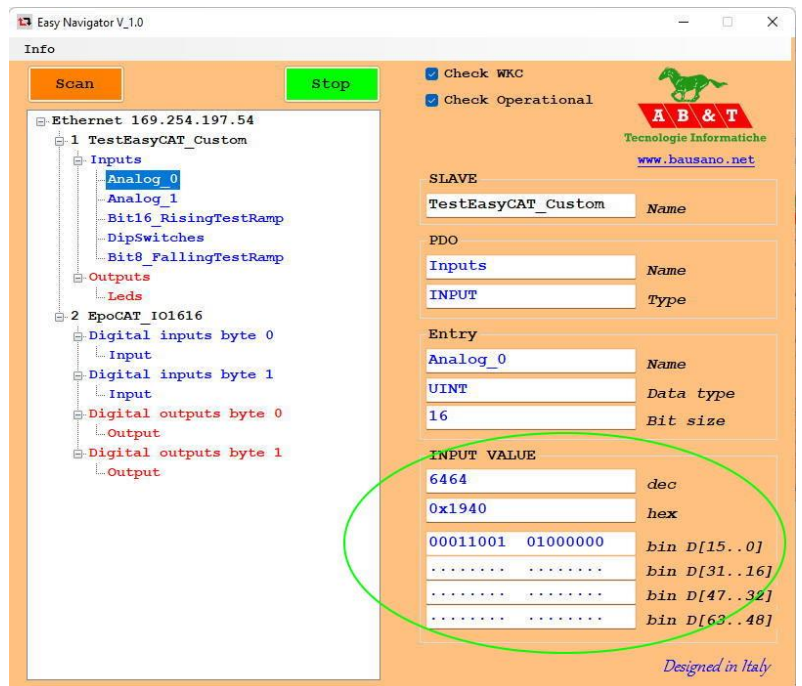 Easy Navigator V_1.0
Info
Scan
Stop
Check WKC
Check Operational
AB&T
Tecnologie Informatiche
www.bausano.net
Ethernet 169.254.197.54
1 TestEasyCAT_Custom
Inputs
Analog_0
Analog_1
Bit16_RisingTestRamp
DipSwitches
Bit8_FallingTestRamp
Outputs
Leds
2 EpoCAT_IO1616
Digital inputs byte 0
Input
Digital inputs byte 1
Input
Digital outputs byte 0
Output
Digital outputs byte 1
Output
SLAVE
TestEasyCAT_Custom Name
PDO
Inputs Name
INPUT Type
Entry
Analog_0 Name
UINT Data type
16 Bit size
INPUT VALUE
6464 dec
0x1940 hex
00011001 01000000 bin D[15..0]
........ ........ bin D[31..16]
........ ........ bin D[47..32]
........ ........ bin D[63..48]
Designed in Italy